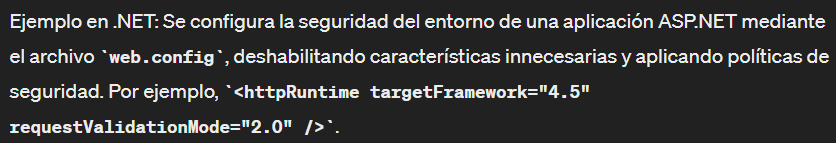 Ejemplo en .NET: Se configura la seguridad del entorno de una aplicación ASP.NET mediante
el archivo `web.config`, deshabilitando características innecesarias y aplicando políticas de
seguridad. Por ejemplo, `<httpRuntime targetFramework="4.5"
requestValidationMode="2.0" />`.